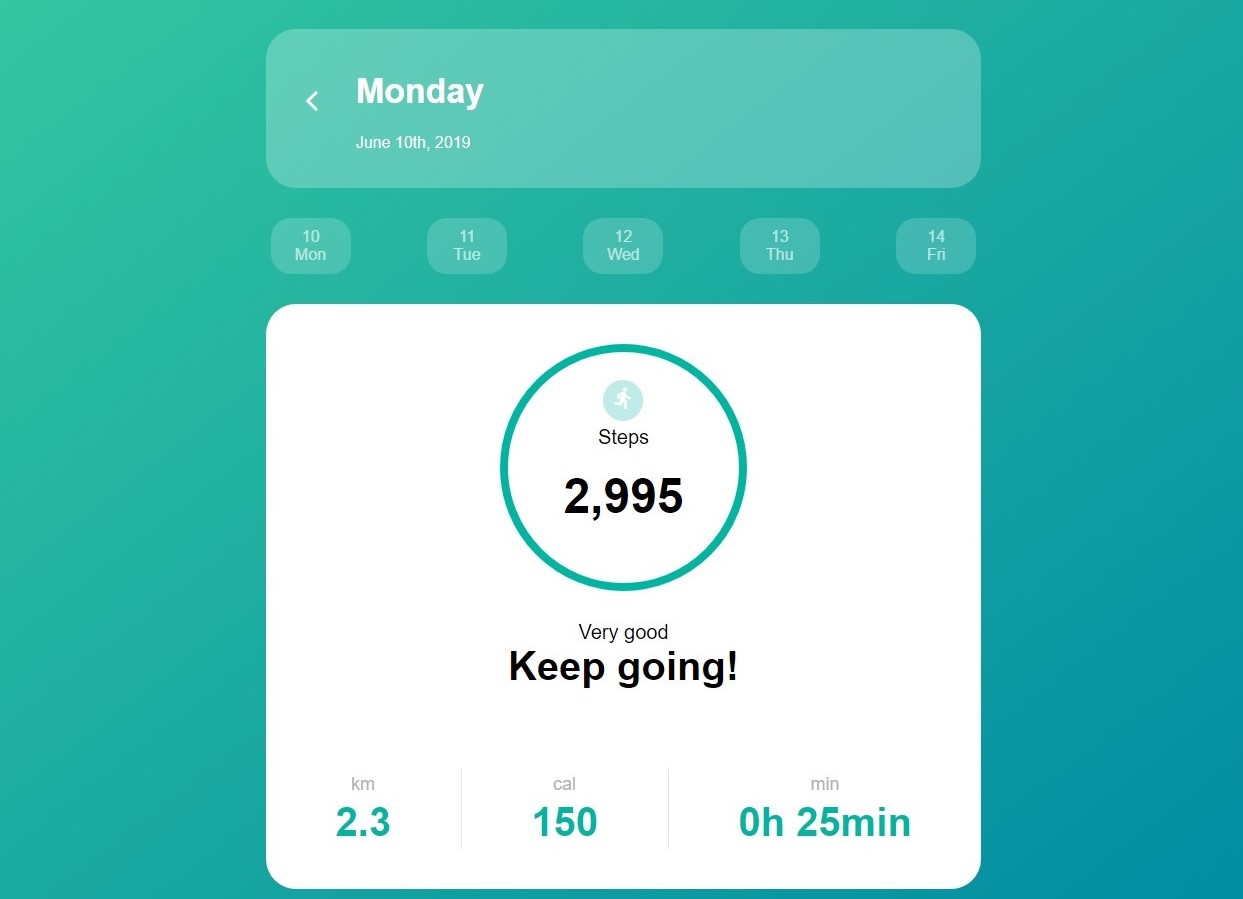 Monday
June 10th, 2019
10 11 12 13 14
Mon Tue Wed Thu Fri
Steps
2,995
Very good
Keep going!
km cal min
2.3 150 0h 25min